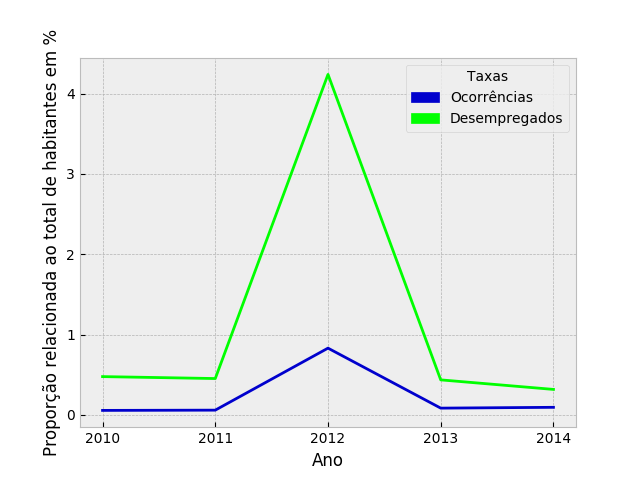 Proporção relacionada ao total de habitantes em %
Taxas
Ocorrências
Desempregados
4
3
2
1
0
2010 2011 2012 2013 2014
Ano